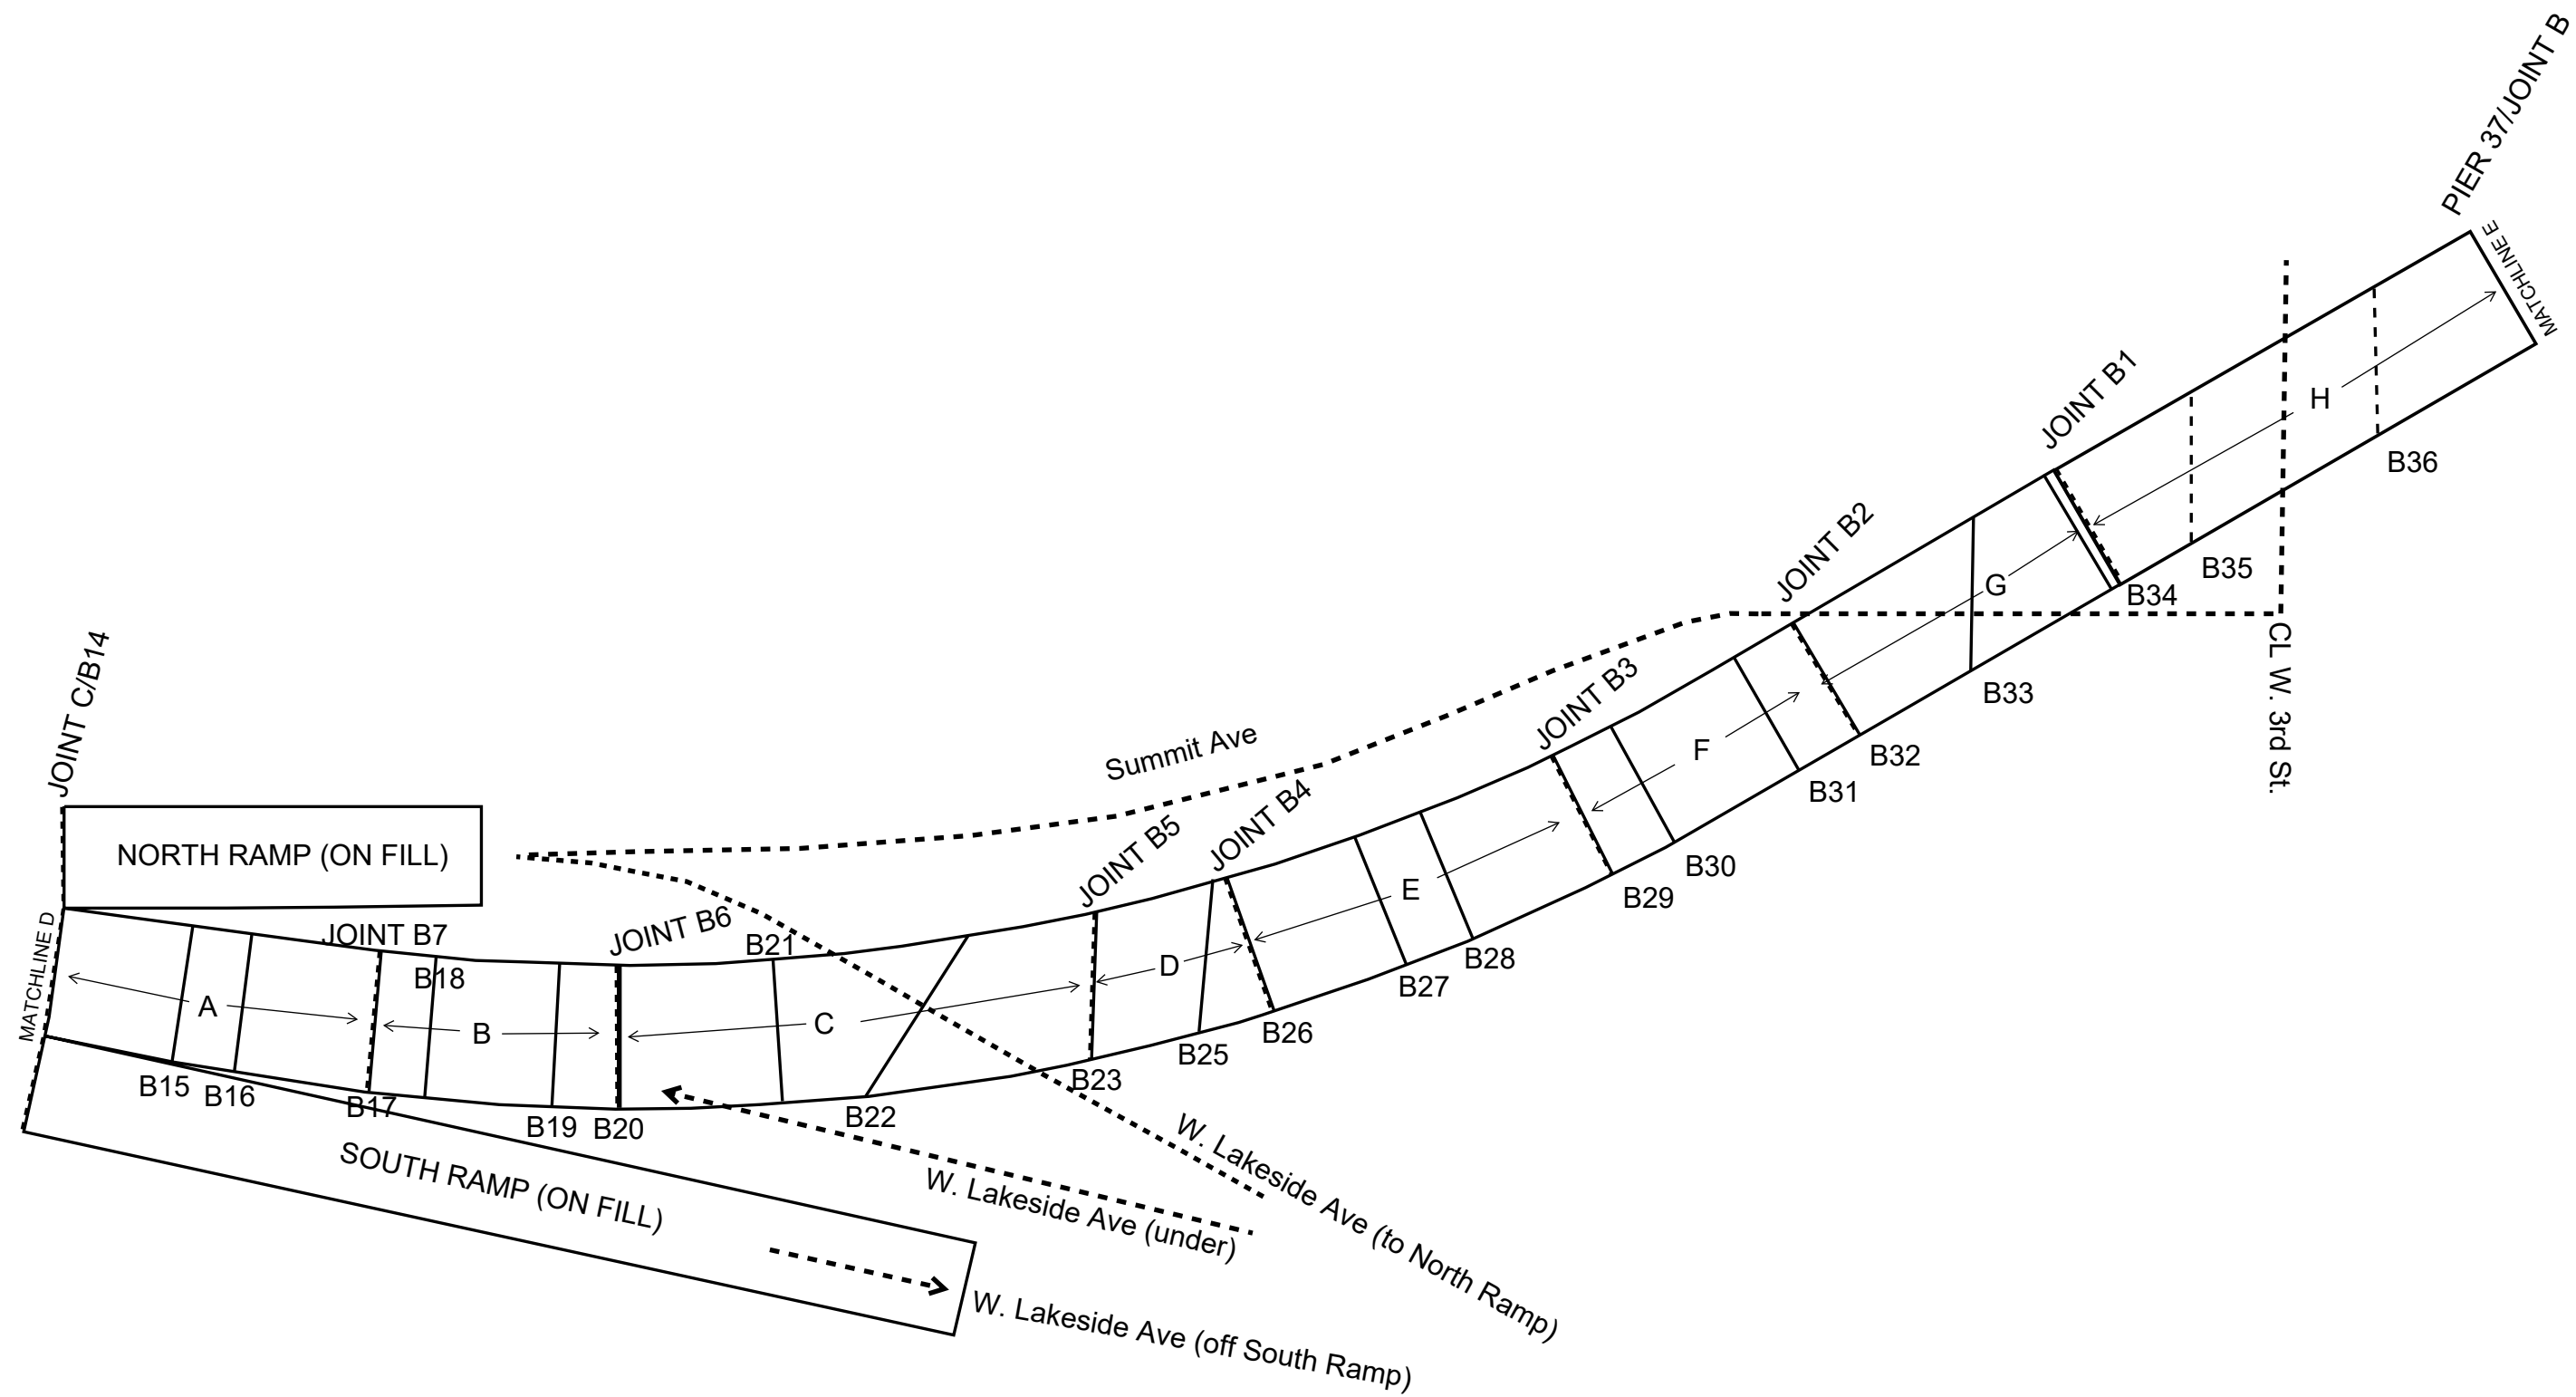 PIER 37/JOINT B
MATCHLINE E
H
JOINT B1
B36
B35
B34
JOINT B2
G
CL W. 3rd St.
B33
JOINT B3
F
B32
B31
B30
B29
JOINT C/B14
Summit Ave
JOINT B4
JOINT B5
E
B28
B27
NORTH RAMP (ON FILL)
MATCHLINE D
JOINT B7
JOINT B6
B21
B18
D
B26
B25
A
B
C
B23
B15
B16
B17
B19
B20
B22
SOUTH RAMP (ON FILL)
W. Lakeside Ave (under)
W. Lakeside Ave (to North Ramp)
W. Lakeside Ave (off South Ramp)